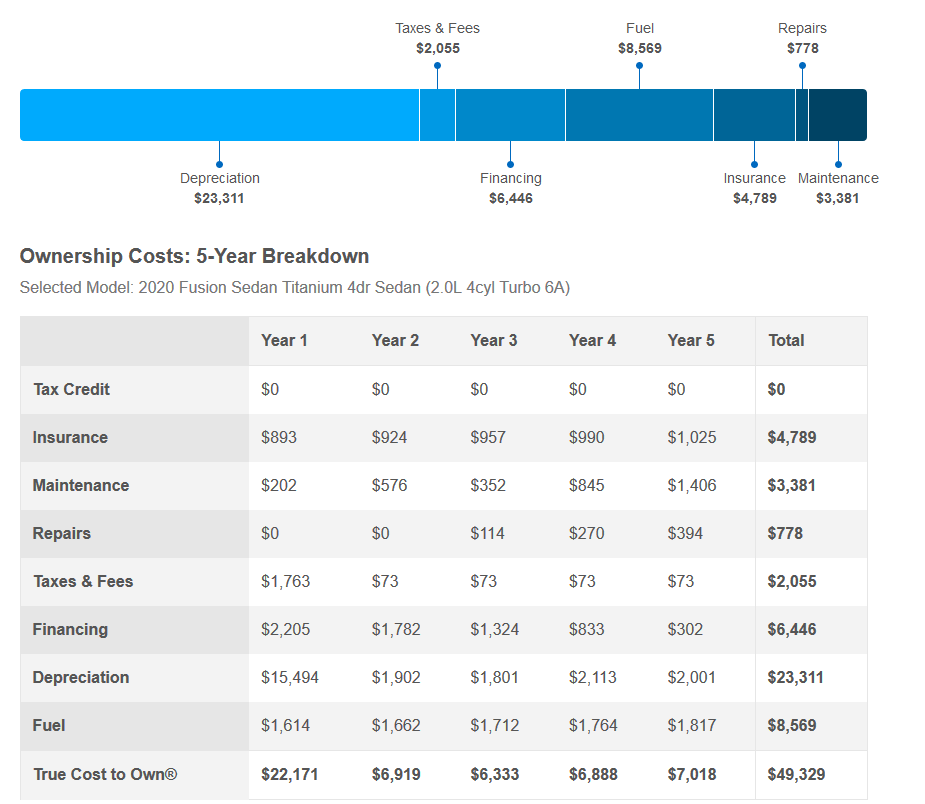 Taxes & Fees Fuel Repairs
$2,055 $8,569 $778
Depreciation Financing Insurance Maintenance
$23,311 $6,446 $4,789 $3,381
Ownership Costs: 5-Year Breakdown
Selected Model: 2020 Fusion Sedan Titanium 4dr Sedan (2.0L 4cyl Turbo 6A)
Year 1 Year 2 Year 3 Year 4 Year 5 Total
Tax Credit $0 $0 $0 $0 $0 $0
Insurance $893 $924 $957 $990 $1,025 $4,789
Maintenance $202 $576 $352 $845 $1,406 $3,381
Repairs $0 $0 $114 $270 $394 $778
Taxes & Fees $1,763 $73 $73 $73 $73 $2,055
Financing $2,205 $1,782 $1,324 $833 $302 $6,446
Depreciation $15,494 $1,902 $1,801 $2,113 $2,001 $23,311
Fuel $1,614 $1,662 $1,712 $1,764 $1,817 $8,569
True Cost to Own® $22,171 $6,919 $6,333 $6,888 $7,018 $49,329